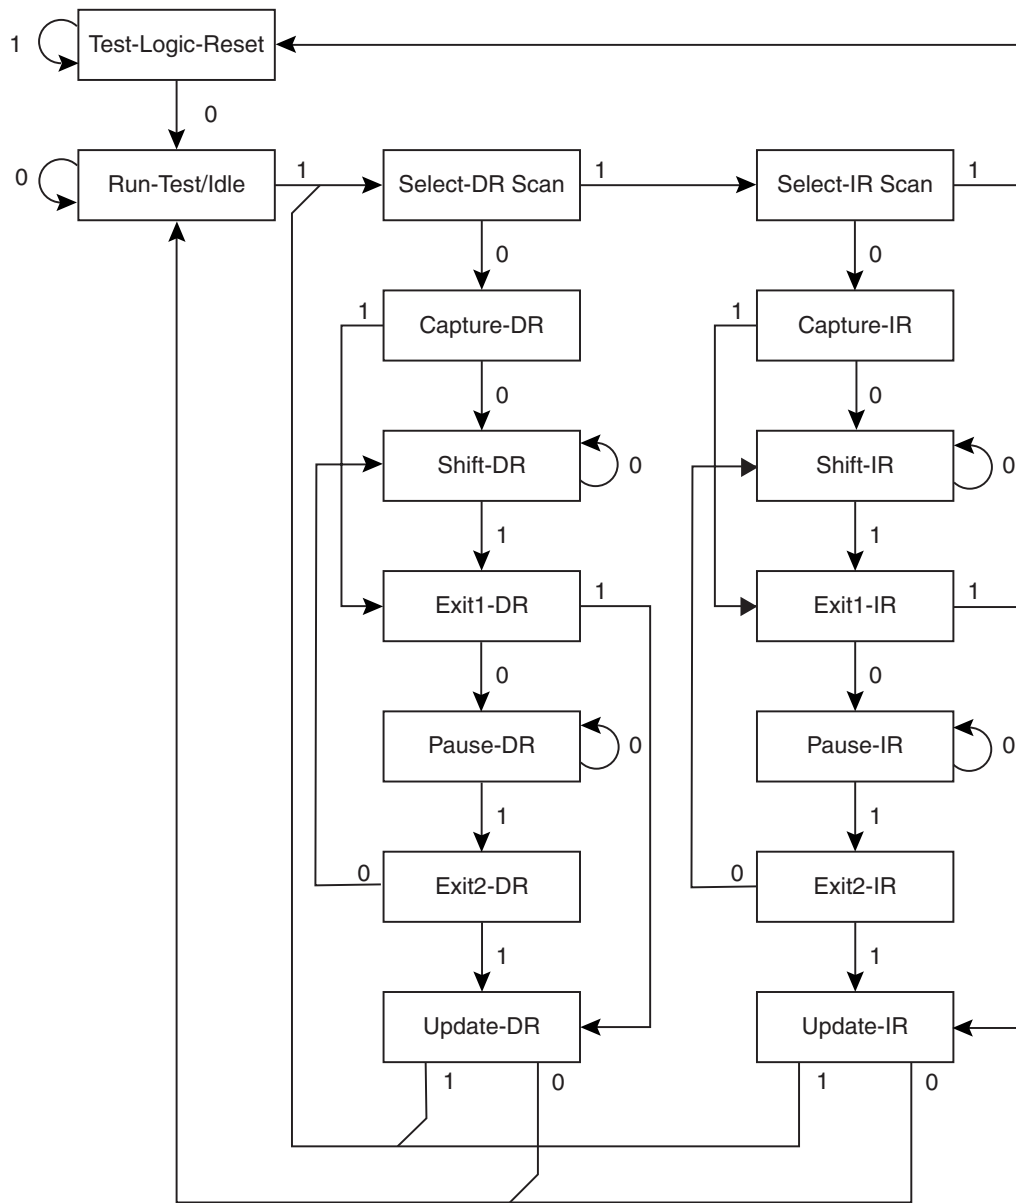 1 Test-Logic-Reset
0
0 Run-Test/Idle 1 Select-DR Scan 1 Select-IR Scan 1
0 0
1 Capture-DR 1 Capture-IR
0 0
Shift-DR 0 Shift-IR 0
1 1
Exit1-DR 1 Exit1-IR 1
0 0
Pause-DR 0 Pause-IR 0
1 1
0 Exit2-DR 0 Exit2-IR
1 1
Update-DR Update-IR
1 0 1 0